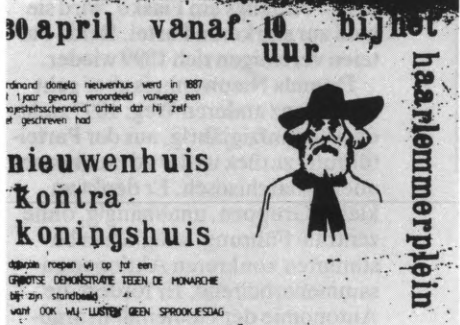 30 april vanaf 10 uur bij het
haarlemmerplein
rdinand domela nieuwenhuis werd in 1887
t 1 jaar gevang veroordeeld vanwege een
majesteitsschennend" artikel dat hij zelf
et geschreven had
nieuwenhuis
kontra-
koningshuis
daarom roepen wij op tot een
GROOTSE DEMONSTRATIE TEGEN DE MONARCHIE
bij zijn standbeeld
want OOK WIJ LUSTEN GEEN SPROOKJESDAG